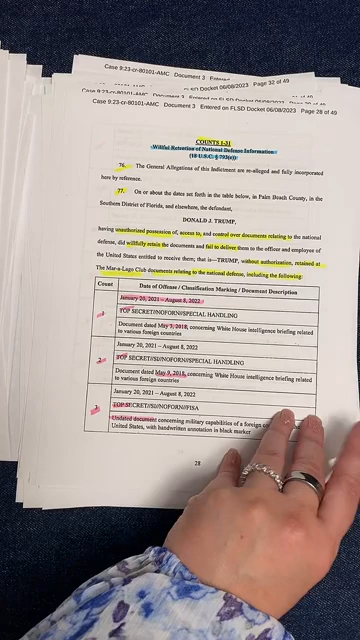 Case 9:23-cr-80101-AMC Document 3 Entered
FLSD Docket 06/08/2023 Page 32 of 49
Case 9:23-cr-80101-AMC Document 3 Entered on FLSD Docket 06/08/2023 Page 28 of 49
COUNTS 1-31
Willful Retention of National Defense Information
(18 U.S.C. § 793(e))
76. The General Allegations of this Indictment are re-alleged and fully incorporated
here by reference.
77. On or about the dates set forth in the table below, in Palm Beach County, in the
Southern District of Florida, and elsewhere, the defendant,
DONALD J. TRUMP,
having unauthorized possession of, access to, and control over documents relating to the national
defense, did willfully retain the documents and fail to deliver them to the officer and employee of
the United States entitled to receive them; that is—TRUMP, without authorization, retained at
The Mar-a-Lago Club documents relating to the national defense, including the following:
Count Date of Offense / Classification Marking / Document Description
January 20, 2021 – August 8, 2022
1 TOP SECRET//NOFORN//SPECIAL HANDLING
Document dated May 3, 2018, concerning White House intelligence briefing related
to various foreign countries
January 20, 2021 – August 8, 2022
2 TOP SECRET//SI//NOFORN//SPECIAL HANDLING
Document dated May 9, 2018, concerning White House intelligence briefing related
to various foreign countries
January 20, 2021 – August 8, 2022
3 TOP SECRET//SI//NOFORN//FISA
Undated document concerning military capabilities of a foreign
United States, with handwritten annotation in black marker
28